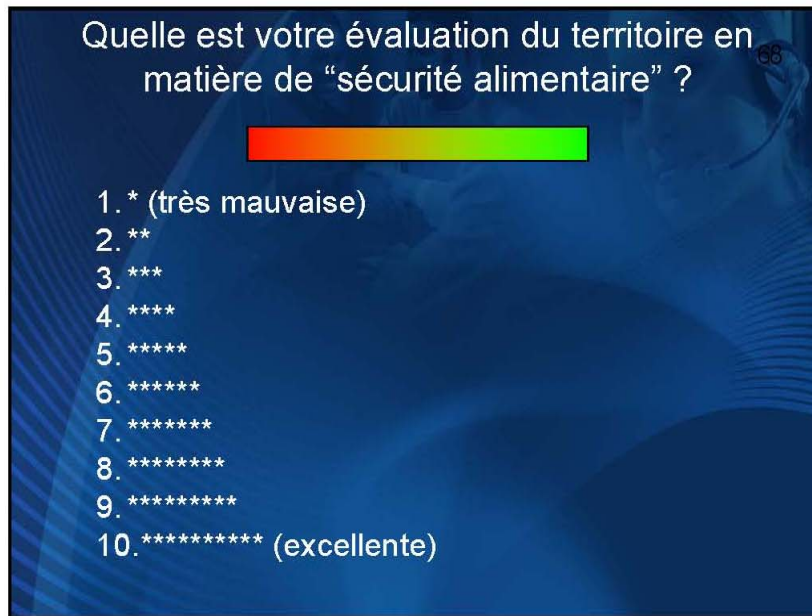 Quelle est votre évaluation du territoire en
matière de “sécurité alimentaire” ?
68
1. * (très mauvaise)
2. **
3. ***
4. ****
5. *****
6. ******
7. *******
8. ********
9. *********
10.********** (excellente)